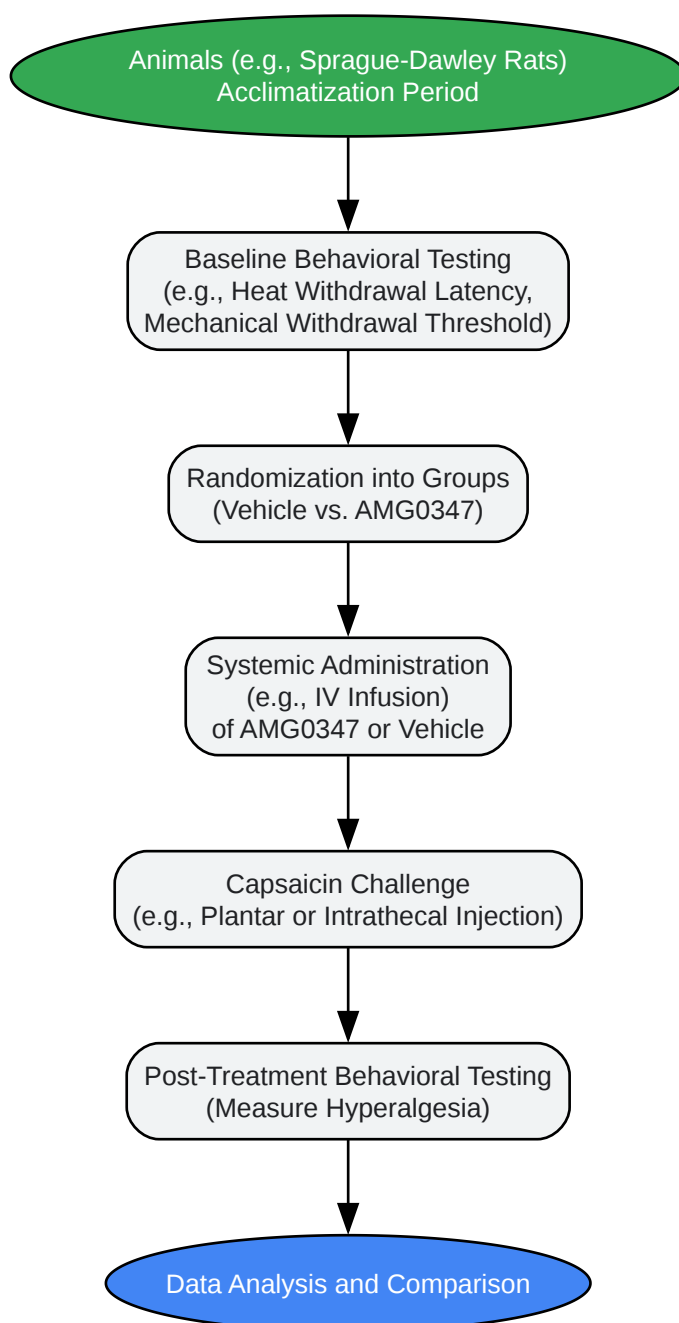 Animals (e.g., Sprague-Dawley Rats)
Acclimatization Period
Baseline Behavioral Testing
(e.g., Heat Withdrawal Latency,
Mechanical Withdrawal Threshold)
Randomization into Groups
(Vehicle vs. AMG0347)
Systemic Administration
(e.g., IV Infusion)
of AMG0347 or Vehicle
Capsaicin Challenge
(e.g., Plantar or Intrathecal Injection)
Post-Treatment Behavioral Testing
(Measure Hyperalgesia)
Data Analysis and Comparison